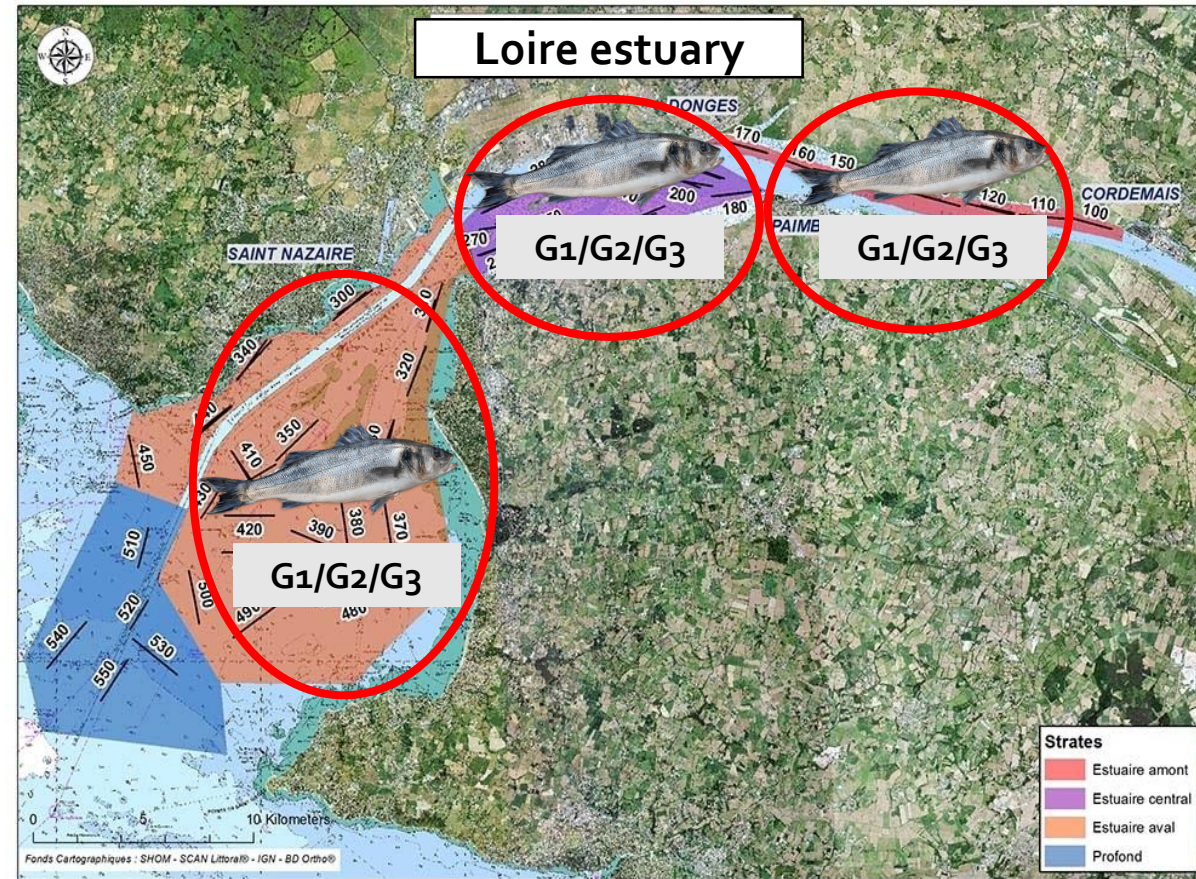 Loire estuary
N
W E
S
DONGES
170
160
150
120
110
100
CORDEMAIS
200
180
PAIMB
270
G1/G2/G3
G1/G2/G3
SAINT NAZAIRE
300
340
320
350
410
450
430
420
390
380
370
G1/G2/G3
510
500
490
480
520
540
530
550
Strates
Estuaire amont
Estuaire central
Estuaire aval
Profond
0 5 10 Kilometers
Fonds Cartographiques : SHOM - SCAN Littoral® - IGN - BD Ortho®